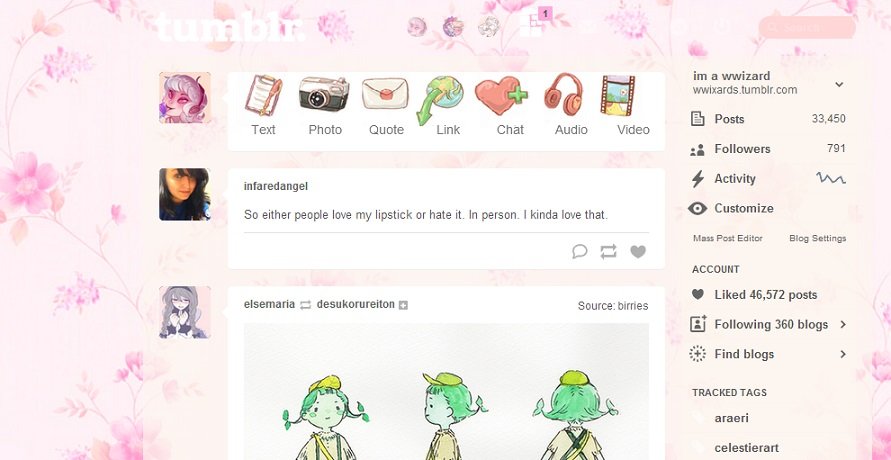 tumblr.
1
im a wwizard
wwixards.tumblr.com
Text Photo Quote Link Chat Audio Video
Posts 33,450
Followers 791
Activity
Customize
Mass Post Editor Blog Settings
infaredangel
So either people love my lipstick or hate it. In person. I kinda love that.
elsemaria desukorureiton
Source: birries
ACCOUNT
Liked 46,572 posts
Following 360 blogs
Find blogs
TRACKED TAGS
araeri
celestierart